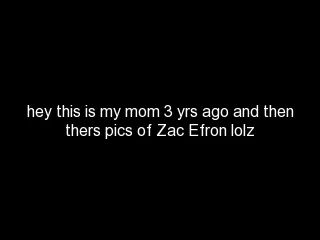 hey this is my mom 3 yrs ago and then
thers pics of Zac Efron lolz